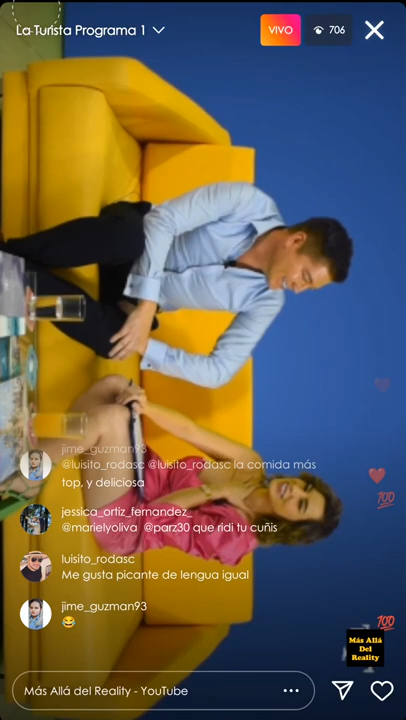 La Turista Programa 1
VIVO
706
jime_guzman93
@luisito_rodasc @luisito_rodasc la comida más
top, y deliciosa
jessica_ortiz_fernandez_
@marielyoliva @parz30 que ridi tu cuñis
luisito_rodasc
Me gusta picante de lengua igual
jime_guzman93
😂
100
100
Más Allá
Del
Reality
Más Allá del Reality - YouTube